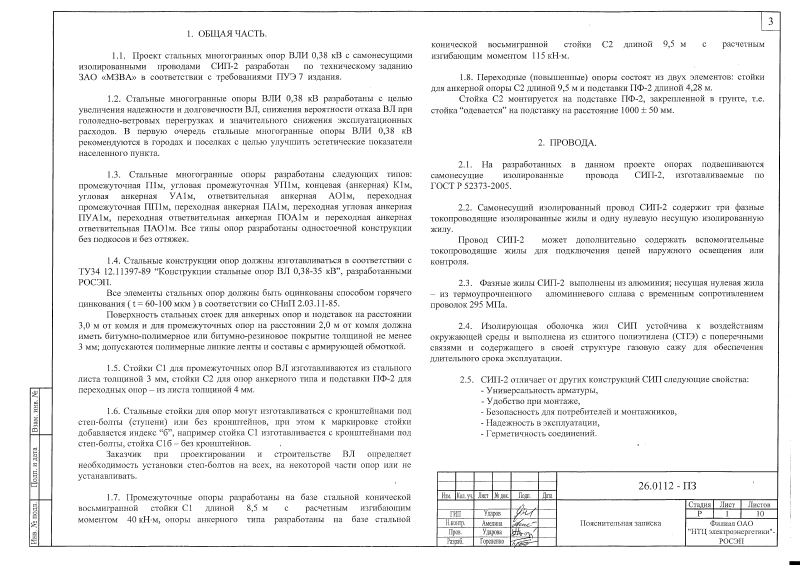 3
1. ОБЩАЯ ЧАСТЬ.
1.1. Проект стальных многогранных опор ВЛИ 0,38 кВ с самонесущими
изолированными проводами СИП-2 разработан по техническому заданию
ЗАО «МЗВА» в соответствии с требованиями ПУЭ 7 издания.
1.2. Стальные многогранные опоры ВЛИ 0,38 кВ разработаны с целью
увеличения надежности и долговечности ВЛ, снижения вероятности отказа ВЛ при
гололедно-ветровых перегрузках и значительного снижения эксплуатационных
расходов. В первую очередь стальные многогранные опоры ВЛИ 0,38 кВ
рекомендуются в городах и поселках с целью улучшить эстетические показатели
населенного пункта.
1.3. Стальные многогранные опоры разработаны следующих типов:
промежуточная П1м, угловая промежуточная УП1м, концевая (анкерная) К1м,
угловая анкерная УА1м, ответвительная анкерная АО1м, переходная
промежуточная ПП1м, переходная анкерная ПА1м, переходная угловая анкерная
ПУА1м, переходная ответвительная анкерная ПОА1м и переходная анкерная
ответвительная ПАО1м. Все типы опор разработаны одностоечной конструкции
без подкосов и без оттяжек.
1.4. Стальные конструкции опор должны изготавливаться в соответствии с
ТУ34 12.11397-89 “Конструкции стальные опор ВЛ 0,38-35 кВ”, разработанными
РОСЭП.
Все элементы стальных опор должны быть оцинкованы способом горячего
цинкования ( t = 60-100 мкм ) в соответствии со СНиП 2.03.11-85.
Поверхность стальных стоек для анкерных опор и подставок на расстоянии
3,0 м от комля и для промежуточных опор на расстоянии 2,0 м от комля должна
иметь битумно-полимерное или битумно-резиновое покрытие толщиной не менее
3 мм; допускаются полимерные линкие ленты и составы с армирующей обмоткой.
1.5. Стойки С1 для промежуточных опор ВЛ изготавливаются из стального
листа толщиной 3 мм, стойки С2 для опор анкерного типа и подставки ПФ-2 для
переходных опор – из листа толщиной 4 мм.
1.6. Стальные стойки для опор могут изготавливаться с кронштейнами под
степ-болты (ступени) или без кронштейнов, при этом к маркировке стойки
добавляется индекс “б”, например стойка С1 изготавливается с кронштейнами под
степ-болты, стойка С1б – без кронштейнов.
Заказчик при проектировании и строительстве ВЛ определяет
необходимость установки степ-болтов на всех, на некоторой части опор или не
устанавливать.
1.7. Промежуточные опоры разработаны на базе стальной конической
восьмигранной стойки С1 длиной 8,5 м с расчетным изгибающим
моментом 40 кН·м, опоры анкерного типа разработаны на базе стальной
конической восьмигранной стойки С2 длиной 9,5 м с расчетным
изгибающим моментом 115 кН·м.
1.8. Переходные (повышенные) опоры состоят из двух элементов: стойки
для анкерной опоры С2 длиной 9,5 м и подставки ПФ-2 длиной 4,28 м.
Стойка С2 монтируется на подставке ПФ-2, закрепленной в грунте, т.е.
стойка “одевается” на подставку на расстояние 1000 ± 50 мм.
2. ПРОВОДА.
2.1. На разработанных в данном проекте опорах подвешиваются
самонесущие изолированные провода СИП-2, изготавливаемые по
ГОСТ Р 52373-2005.
2.2. Самонесущий изолированный провод СИП-2 содержит три фазные
токопроводящие изолированные жилы и одну нулевую несущую изолированную
жилу.
Провод СИП-2 может дополнительно содержать вспомогательные
токопроводящие жилы для подключения цепей наружного освещения или
контроля.
2.3. Фазные жилы СИП-2 выполнены из алюминия; несущая нулевая жила
– из термоупрочненного алюминиевого сплава с временным сопротивлением
проволок 295 МПа.
2.4. Изолирующая оболочка жил СИП устойчива к воздействиям
окружающей среды и выполнена из сшитого полиэтилена (СПЭ) с поперечными
связями и содержащего в своей структуре газовую сажу для обеспечения
длительного срока эксплуатации.
2.5. СИП-2 отличает от других конструкций СИП следующие свойства:
- Универсальность арматуры,
- Удобство при монтаже,
- Безопасность для потребителей и монтажников,
- Надежность в эксплуатации,
- Герметичность соединений.
Взам. инв. №
Подп. и дата
Инв. № подл.
26.0112 - ПЗ
Изм. Кол. уч. Лист № док. Подп. Дата
ГИП Ударов
Н.контр. Амелина
Пров. Ударова
Разраб. Гореленко
Пояснительная записка
Стадия Лист Листов
Р 1 10
Филиал ОАО
"НТЦ электроэнергетики"-
РОСЭП